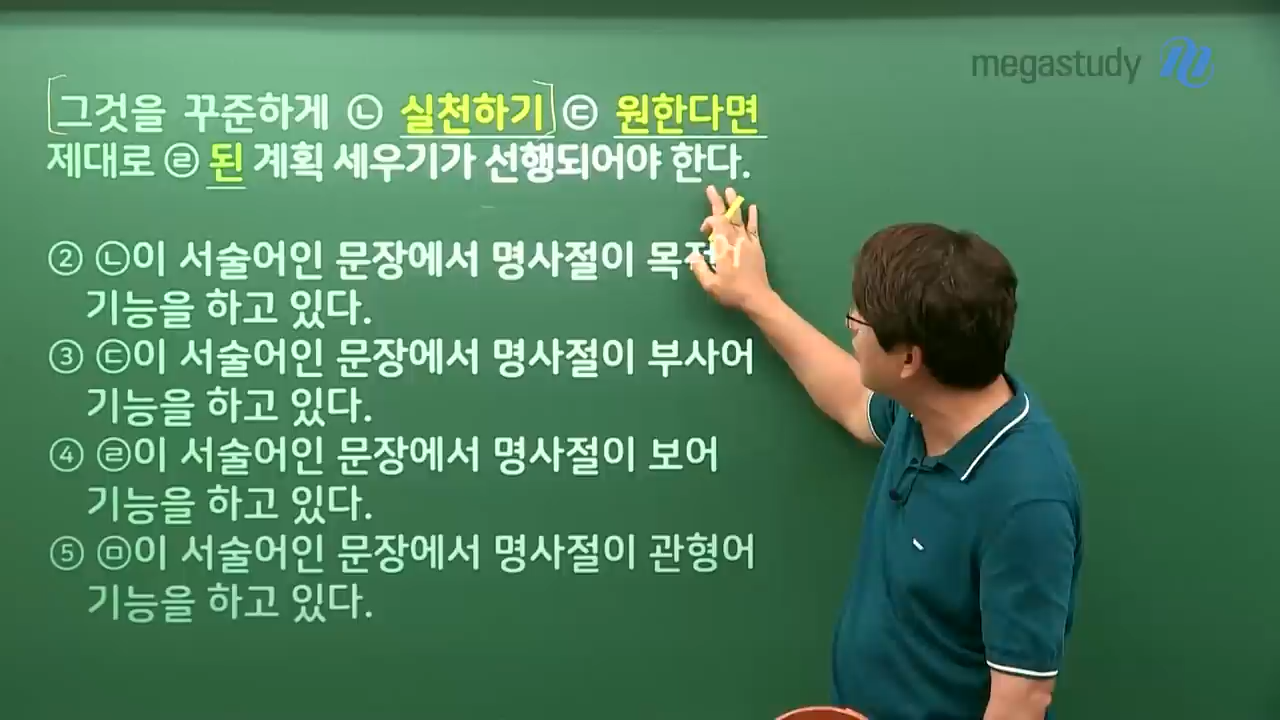 megastudy
그것을 꾸준하게 ㉡ 실천하기 ㉢ 원한다면
제대로 ㉣ 된 계획 세우기가 선행되어야 한다.
② ㉡이 서술어인 문장에서 명사절이 목적어
기능을 하고 있다.
③ ㉢이 서술어인 문장에서 명사절이 부사어
기능을 하고 있다.
④ ㉣이 서술어인 문장에서 명사절이 보어
기능을 하고 있다.
⑤ ㉤이 서술어인 문장에서 명사절이 관형어
기능을 하고 있다.